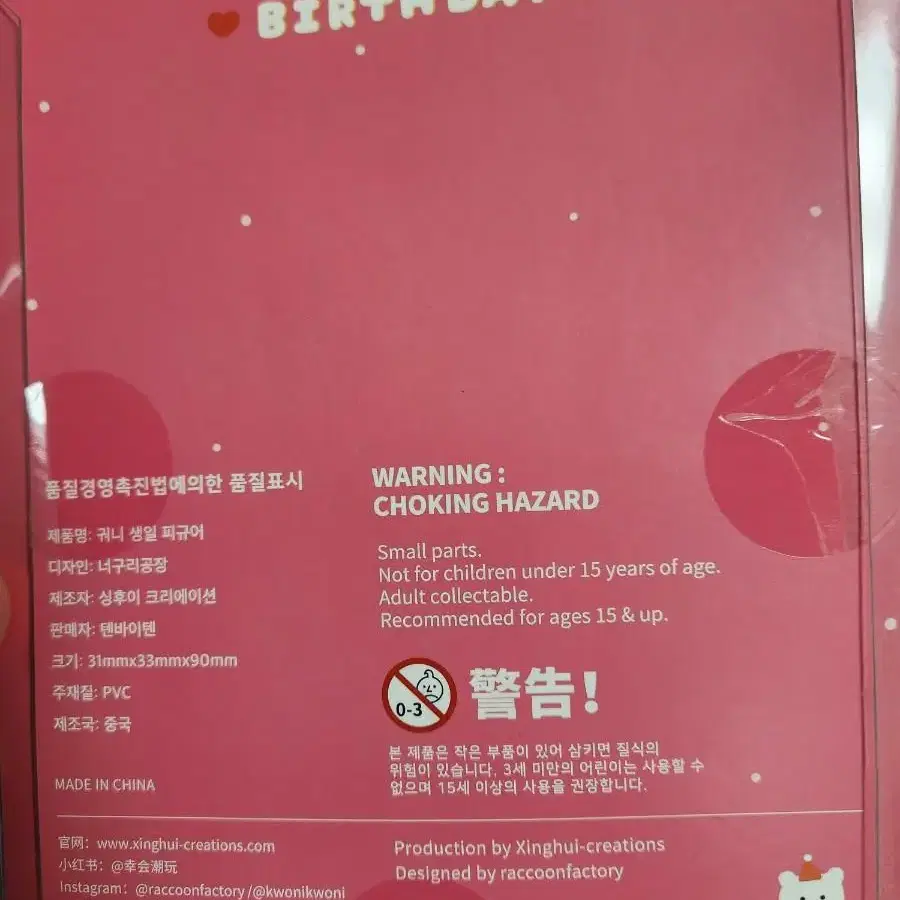 BIRTHDAY
품질경영촉진법에의한 품질표시
제품명: 궈니 생일 피규어
디자인: 너구리공장
제조자: 싱후이 크리에이션
판매자: 텐바이텐
크기: 31mmx33mmx90mm
주재질: PVC
제조국: 중국
MADE IN CHINA
WARNING :
CHOKING HAZARD
Small parts.
Not for children under 15 years of age.
Adult collectable.
Recommended for ages 15 & up.
0-3
警告!
본 제품은 작은 부품이 있어 삼키면 질식의
위험이 있습니다. 3세 미만의 어린이는 사용할 수
없으며 15세 이상의 사용을 권장합니다.
官网：www.xinghui-creations.com
小红书：@幸会潮玩
Instagram：@raccoonfactory/@kwonikwoni
Production by Xinghui-creations
Designed by raccoonfactory